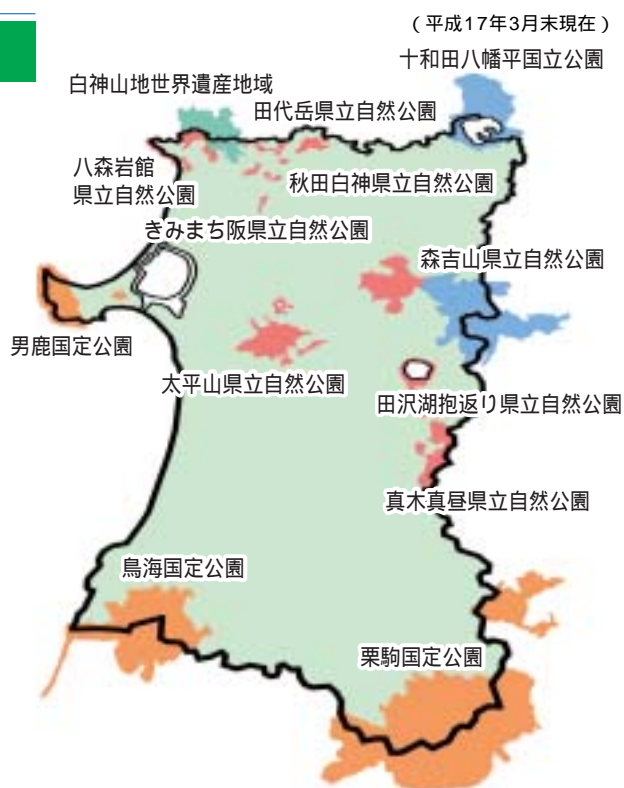 (平成17年3月末現在)
十和田八幡平国立公園
白神山地世界遺産地域
田代岳県立自然公園
八森岩館
県立自然公園
秋田白神県立自然公園
きみまち阪県立自然公園
森吉山県立自然公園
男鹿国定公園
太平山県立自然公園
田沢湖抱返り県立自然公園
真木真昼県立自然公園
鳥海国定公園
栗駒国定公園